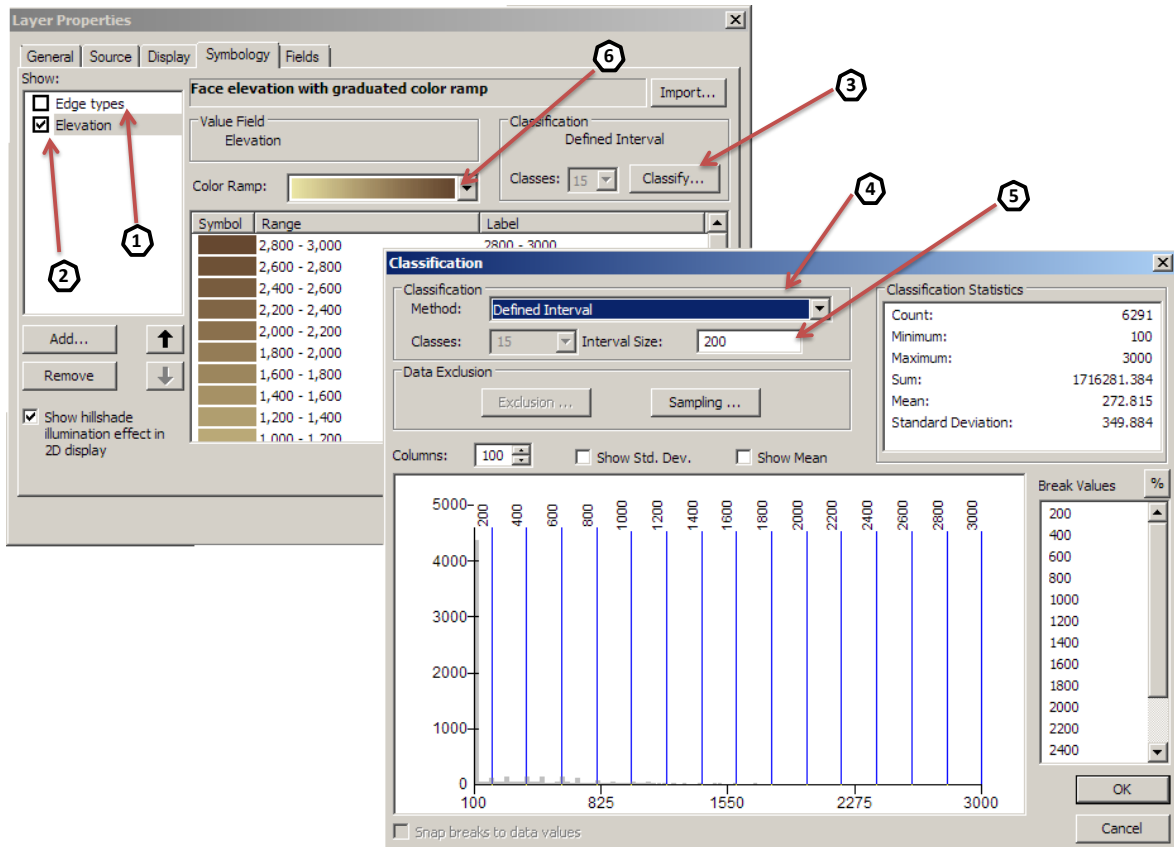 Layer Properties
General Source Display Symbology Fields
Show:
Edge types
Elevation
Add...
Remove
Show hillshade
illumination effect in
2D display
Face elevation with graduated color ramp
Import...
Value Field
Elevation
Classification
Defined Interval
Classes: 15 Classify...
Color Ramp:
Symbol Range Label
2,800 - 3,000 2800 - 3000
2,600 - 2,800
2,400 - 2,600
2,200 - 2,400
2,000 - 2,200
1,800 - 2,000
1,600 - 1,800
1,400 - 1,600
1,200 - 1,400
1,000 - 1,200
6
3
4
5
1
2
Classification
Classification
Method: Defined Interval
Classes: 15 Interval Size: 200
Data Exclusion
Exclusion ... Sampling ...
Classification Statistics
Count: 6291
Minimum: 100
Maximum: 3000
Sum: 1716281.384
Mean: 272.815
Standard Deviation: 349.884
Columns: 100 Show Std. Dev. Show Mean
200 400 600 800 1000 1200 1400 1600 1800 2000 2200 2400 2600 2800 3000
5000
4000
3000
2000
1000
0
100 825 1550 2275 3000
Snap breaks to data values
Break Values %
200
400
600
800
1000
1200
1400
1600
1800
2000
2200
2400
OK
Cancel